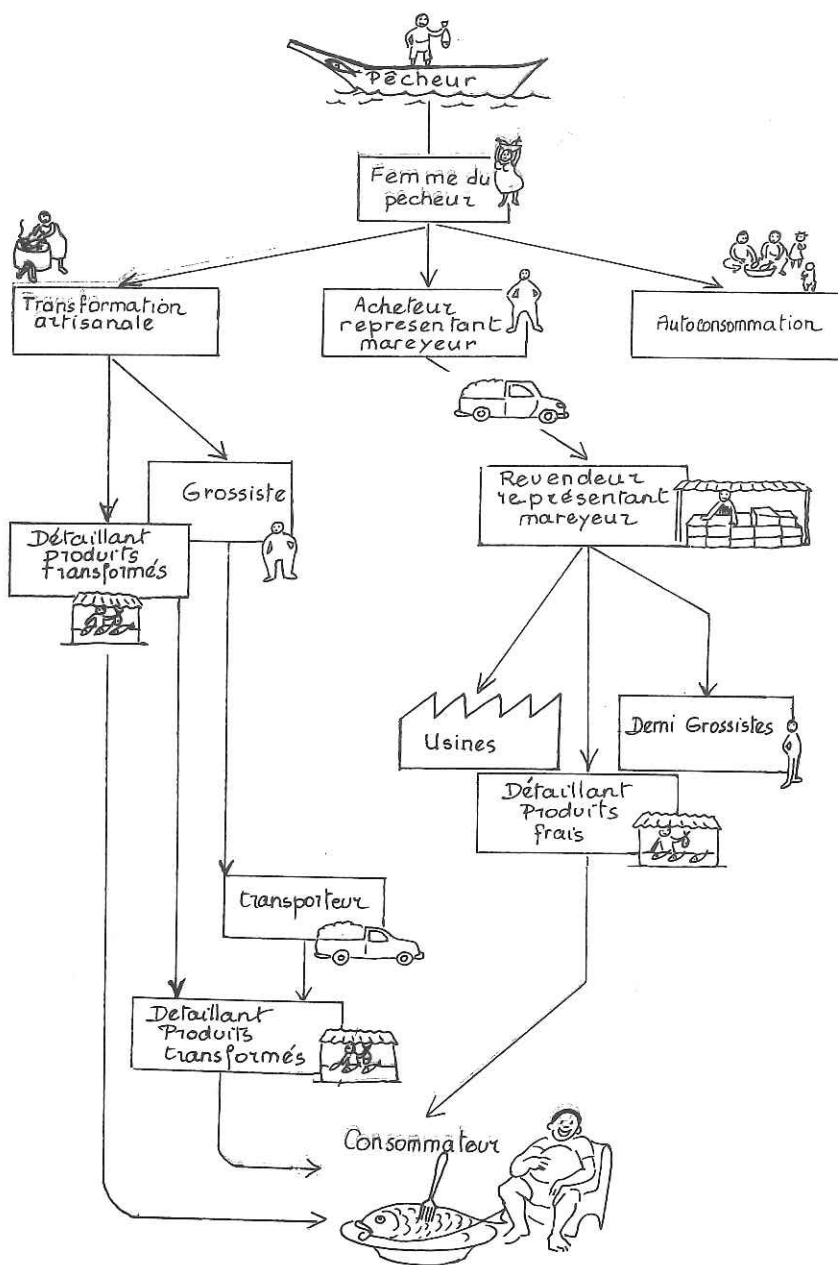 Pêcheur
Femme du
pêcheur
Transformation
artisanale
Acheteur
représentant
mareyeur
Autoconsommation
Grossiste
Revendeur
représentant
mareyeur
Détaillant
produits
transformés
Usines
Demi Grossistes
Détaillant
Produits
frais
transporteur
Détaillant
Produits
transformés
Consommateur